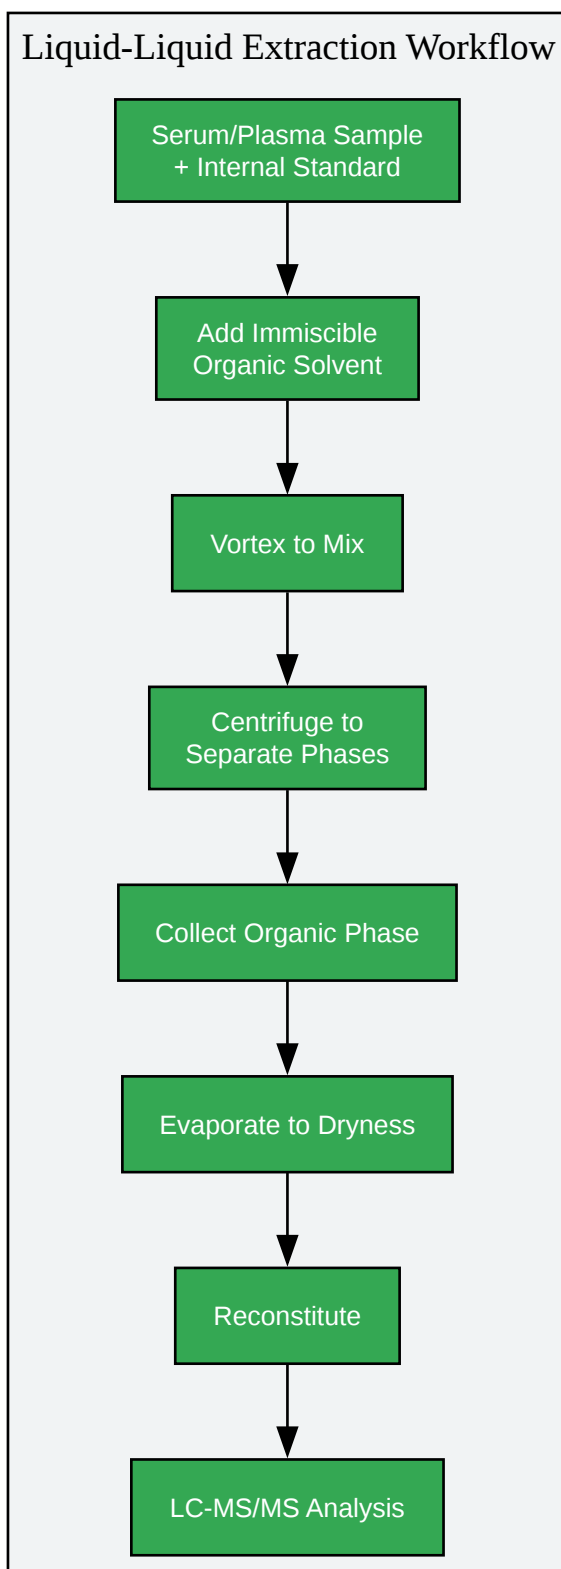 Liquid-Liquid Extraction Workflow
Serum/Plasma Sample
+ Internal Standard
Add Immiscible
Organic Solvent
Vortex to Mix
Centrifuge to
Separate Phases
Collect Organic Phase
Evaporate to Dryness
Reconstitute
LC-MS/MS Analysis